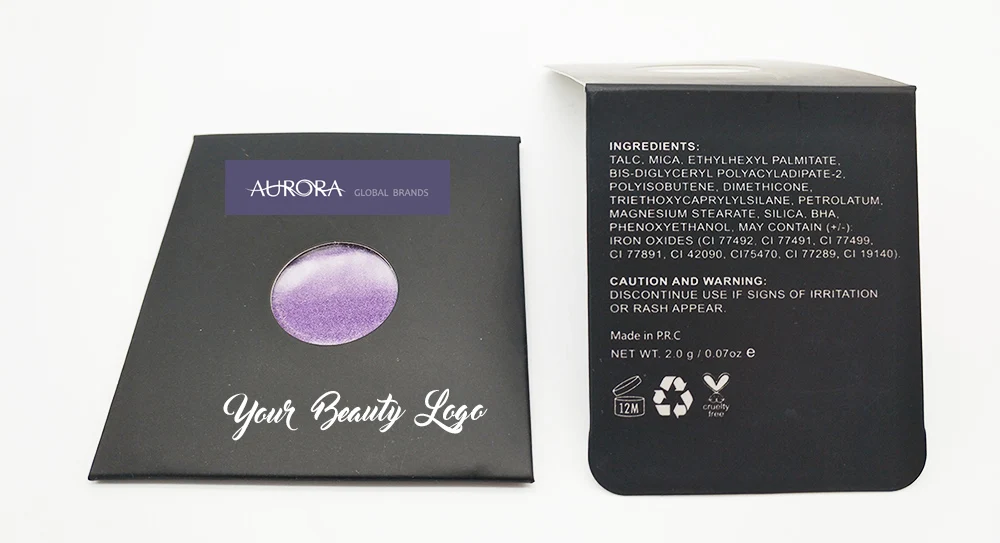 AURORA GLOBAL BRANDS
Your Beauty Logo
INGREDIENTS:
TALC, MICA, ETHYLHEXYL PALMITATE,
BIS-DIGLYCERYL POLYACYLADIPATE-2,
POLYISOBUTENE, DIMETHICONE,
TRIETHOXYCAPRYLYLSILANE, PETROLATUM,
MAGNESIUM STEARATE, SILICA, BHA,
PHENOXYETHANOL, MAY CONTAIN (+/-):
IRON OXIDES (CI 77492, CI 77491, CI 77499,
CI 77891, CI 42090, CI75470, CI 77289, CI 19140).
CAUTION AND WARNING:
DISCONTINUE USE IF SIGNS OF IRRITATION
OR RASH APPEAR.
Made in P.R.C
NET WT. 2.0 g / 0.07oz e
12M
cruelty
free